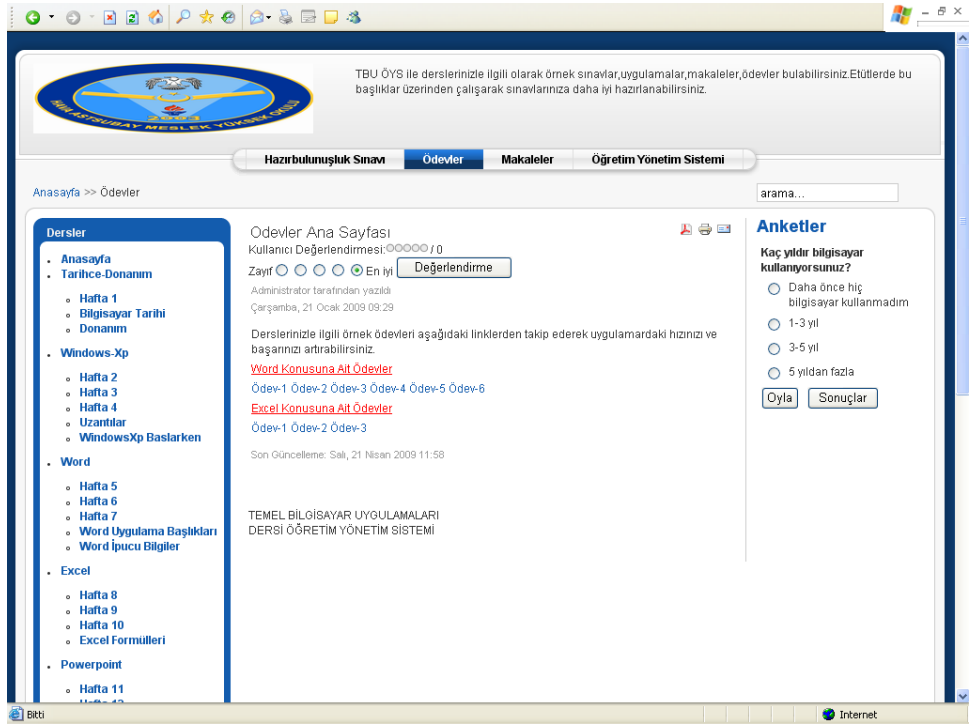 TBU ÖYS ile derslerinizle ilgili olarak örnek sınavlar,uygulamalar,makaleler,ödevler bulabilirsiniz.Etütlerde bu
başlıklar üzerinden çalışarak sınavlarınıza daha iyi hazırlanabilirsiniz.
HAVA ASTSUBAY MESLEK YÜKSEK OKULU
2003
Hazırbulunuşluk Sınavı Ödevler Makaleler Öğretim Yönetim Sistemi
Anasayfa >> Ödevler
arama...
Dersler
Anasayfa
Tarihce-Donanım
Hafta 1
Bilgisayar Tarihi
Donanım
Windows-Xp
Hafta 2
Hafta 3
Hafta 4
Uzantılar
WindowsXp Baslarken
Word
Hafta 5
Hafta 6
Hafta 7
Word Uygulama Başlıkları
Word İpucu Bilgiler
Excel
Hafta 8
Hafta 9
Hafta 10
Excel Formülleri
Powerpoint
Hafta 11
Odevler Ana Sayfası
Kullanıcı Değerlendirmesi: / 0
Zayıf En iyi Değerlendirme
Administrator tarafından yazıldı
Çarşamba, 21 Ocak 2009 09:29
Derslerinizle ilgili örnek ödevleri aşağıdaki linklerden takip ederek uygulamardaki hızınızı ve
başarınızı artırabilirsiniz.
Word Konusuna Ait Ödevler
Ödev-1 Ödev-2 Ödev-3 Ödev-4 Ödev-5 Ödev-6
Excel Konusuna Ait Ödevler
Ödev-1 Ödev-2 Ödev-3
Son Güncelleme: Salı, 21 Nisan 2009 11:58
TEMEL BİLGİSAYAR UYGULAMALARI
DERSİ ÖĞRETİM YÖNETİM SİSTEMİ
Anketler
Kaç yıldır bilgisayar
kullanıyorsunuz?
Daha önce hiç
bilgisayar kullanmadım
1-3 yıl
3-5 yıl
5 yıldan fazla
Oyla Sonuçlar
Bitti
Internet